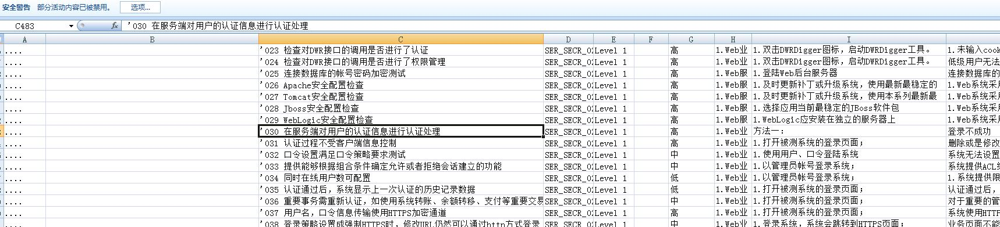 安全警告 部分活动内容已被禁用。 选项...
C483 fx '030 在服务端对用户的认证信息进行认证处理
A B C D E F G H I
.... '023 检查对DWR接口的调用是否进行了认证 SER_SECR_02 Level 1 高 1.Web业 1.双击DWRDigger图标，启动DWRDigger工具。 1.未输入cook
.... '024 检查对DWR接口的调用是否进行了权限管理 SER_SECR_02 Level 1 高 1.Web业 1.双击DWRDigger图标，启动DWRDigger工具。 低级用户无法
.... '025 连接数据库的帐号密码加密测试 SER_SECR_02 Level 1 高 1.Web服 1.登陆Web后台服务器 连接数据库的
.... '026 Apache安全配置检查 SER_SECR_02 Level 1 高 1.Web服 1.及时更新补丁或升级系统，使用最新最稳定的 1.Web系统采用
.... '027 Tomcat安全配置检查 SER_SECR_02 Level 1 高 1.Web服 1.及时更新补丁或升级系统，使用本系列最新最 1.Web系统采用
.... '028 Jboss安全配置检查 SER_SECR_02 Level 1 高 1.Web服 1.选择应用当前最稳定的JBoss软件包 1.Web系统采用
.... '029 WebLogic安全配置检查 SER_SECR_02 Level 1 高 1.Web服 1.WebLogic应安装在独立的服务器上 1.Web系统采用
.... '030 在服务端对用户的认证信息进行认证处理 SER_SECR_02 Level 1 高 1.Web业 方法一： 登录不成功
.... '031 认证过程不受客户端信息控制 SER_SECR_02 Level 1 高 1.Web业 1.打开被测系统的登录页面； 删除或是修改
.... '032 口令设置满足口令策略要求测试 SER_SECR_02 Level 1 中 1.Web业 1.使用用户、口令登陆系统 系统无法设置
.... '033 提供能够根据组合条件确定允许或者拒绝会话建立的功能 SER_SECR_02 Level 1 中 1.Web业 1.以管理员帐号登录系统； 系统提供ACL
.... '034 同时在线用户数可配置 SER_SECR_02 Level 1 低 1.Web业 1.以管理员帐号登录系统； 1.系统提供限
.... '035 认证通过后，系统显示上一次认证的历史记录数据 SER_SECR_02 Level 1 低 1.Web业 1.打开被测系统的登录页面； 认证通过后，
.... '036 重要事务需重新认证，如使用系统转账、余额转移、支付等重要交易 SER_SECR_02 Level 1 中 1.Web业 1.打开被测系统的登录页面； 对于重要的管
.... '037 用户名，口令信息传输使用HTTPS加密通道 SER_SECR_02 Level 1 高 1.Web业 1.打开被测系统的登录页面； 系统使用HTTP
.... '038 登录策略设置成强制HTTPS时，修改URL仍然可以通过http方式登录 SER_SECR_02 Level 1 中 1.Web业 1.登录系统，系统会跳转到HTTPS页面； 业务页面不能